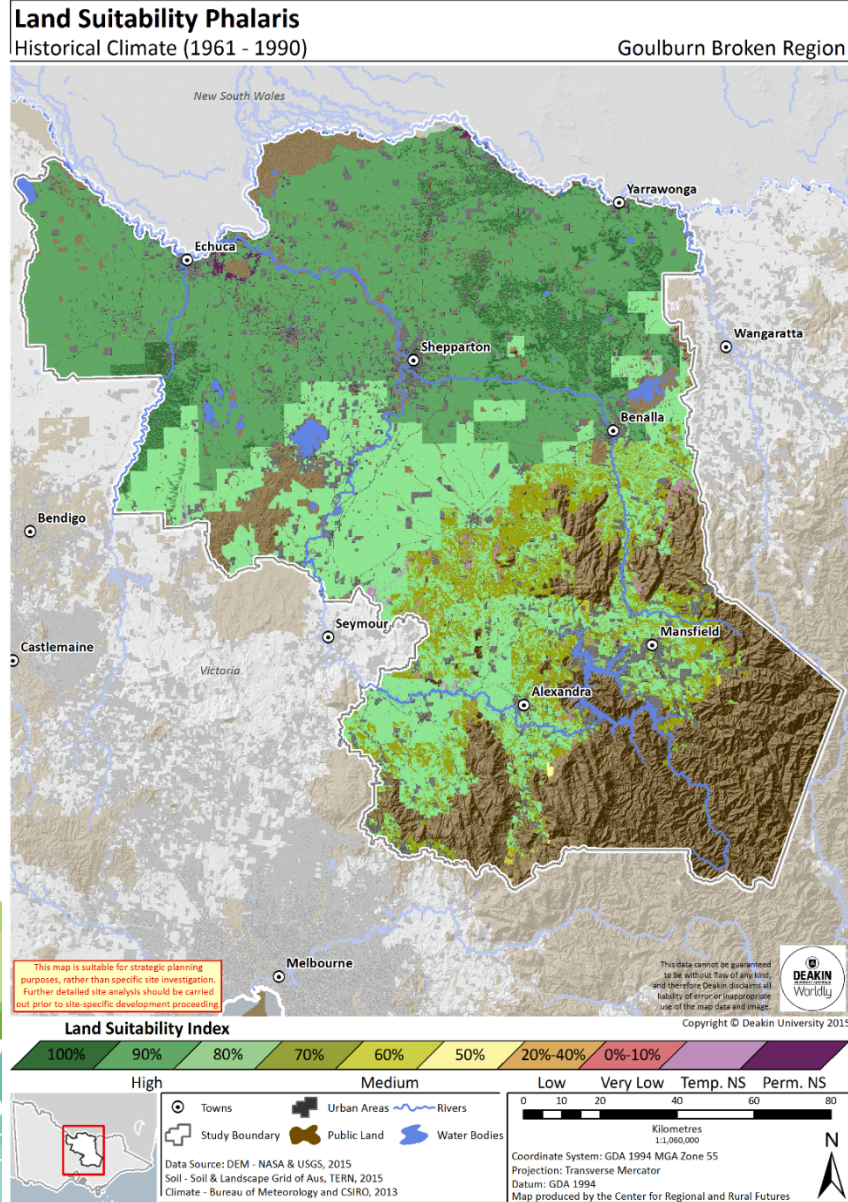 Land Suitability Phalaris
Historical Climate (1961 - 1990)
Goulburn Broken Region
New South Wales
Yarrawonga
Echuca
Wangaratta
Shepparton
Benalla
Bendigo
Seymour
Mansfield
Castlemaine
Victoria
Alexandra
Melbourne
This map is suitable for strategic planning
purposes, rather than specific site investigation.
Further detailed site analysis should be carried
out prior to site-specific development proceeding.
This data cannot be guaranteed
to be without flaw of any kind,
and therefore Deakin disclaims all
liability of error or inappropriate
use of the map data and image.
DEAKIN
Worldly
Copyright © Deakin University 2015
Land Suitability Index
100% 90% 80% 70% 60% 50% 20%-40% 0%-10%
High Medium Low Very Low Temp. NS Perm. NS
Towns
Urban Areas
Rivers
Study Boundary
Public Land
Water Bodies
Data Source: DEM - NASA & USGS, 2015
Soil - Soil & Landscape Grid of Aus, TERN, 2015
Climate - Bureau of Meteorology and CSIRO, 2013
0 10 20 40 60 80
Kilometres
1:1,060,000
N
Coordinate System: GDA 1994 MGA Zone 55
Projection: Transverse Mercator
Datum: GDA 1994
Map produced by the Center for Regional and Rural Futures